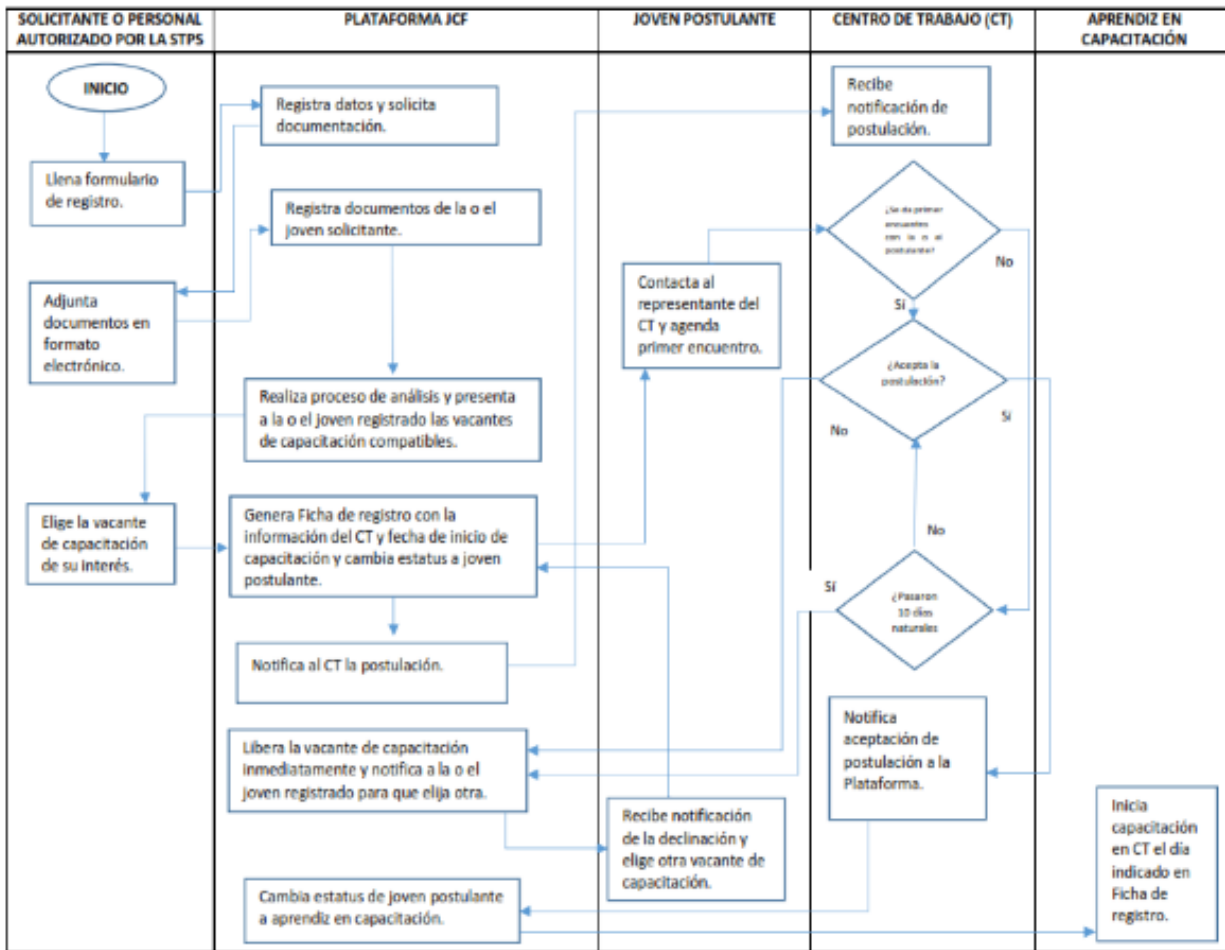 SOLICITANTE O PERSONAL
AUTORIZADO POR LA STPS
PLATAFORMA JCF
JOVEN POSTULANTE
CENTRO DE TRABAJO (CT)
APRENDIZ EN
CAPACITACIÓN
INICIO
Registra datos y solicita
documentación.
Recibe
notificación de
postulación.
Llena formulario
de registro.
Registra documentos de la o el
joven solicitante.
¿Se da primer
encuentro
con la o el
postulante?
No
Sí
Adjunta
documentos en
formato
electrónico.
Contacta al
representante del
CT y agenda
primer encuentro.
¿Acepta la
postulación?
No
Sí
Realiza proceso de análisis y presenta
a la o el joven registrado las vacantes
de capacitación compatibles.
Elige la vacante
de capacitación
de su interés.
Genera Ficha de registro con la
información del CT y fecha de inicio de
capacitación y cambia estatus a joven
postulante.
No
Sí
¿Pasaron
10 días
naturales
Notifica al CT la postulación.
Libera la vacante de capacitación
inmediatamente y notifica a la o el
joven registrado para que elija otra.
Notifica
aceptación de
postulación a la
Plataforma.
Recibe notificación
de la declinación y
elige otra vacante de
capacitación.
Inicia
capacitación
en CT el día
indicado en
Ficha de
registro.
Cambia estatus de joven postulante
a aprendiz en capacitación.